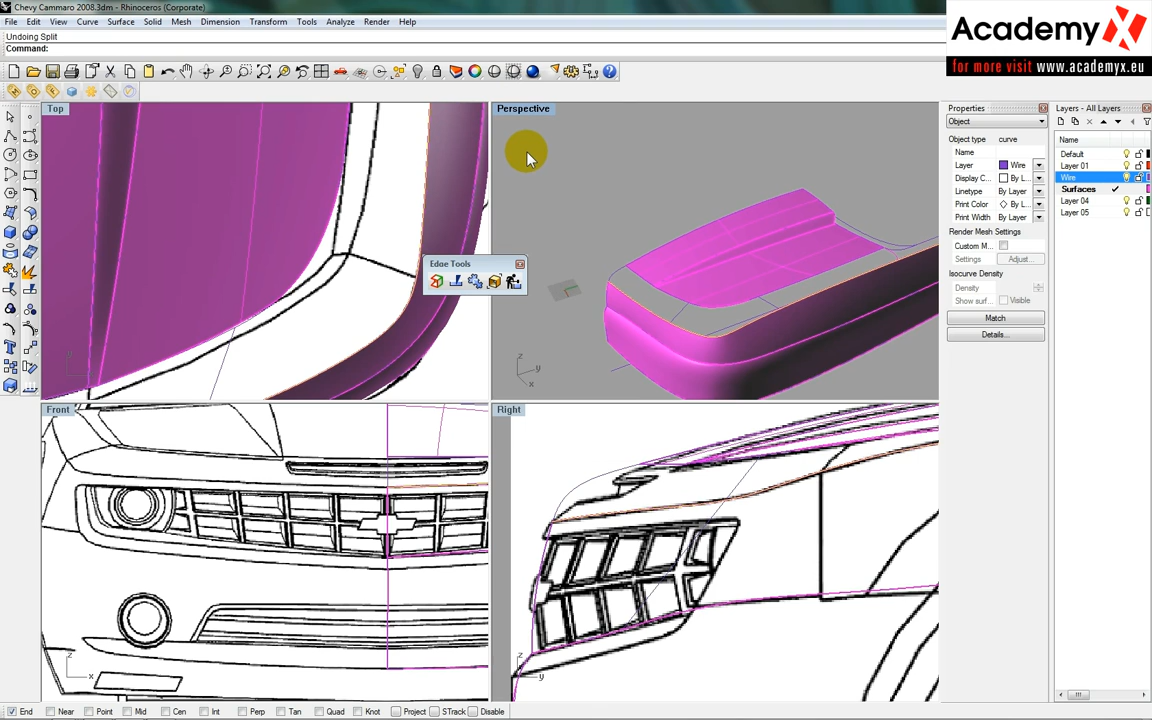 Chevy Cammaro 2008.3dm - Rhinoceros (Corporate)
File Edit View Curve Surface Solid Mesh Dimension Transform Tools Analyze Render Help
AcademyX
for more visit www.academyx.eu
Undoing Split
Command:
Top
Perspective
Properties
Layers - All Layers
Object
Name
Object type curve
Default
Name
Layer 01
Layer Wire
Wire
Display C... By L...
Surfaces
Linetype By Layer
Layer 04
Print Color By L...
Layer 05
Print Width By Layer
Render Mesh Settings
Custom M...
Settings Adjust...
Isocurve Density
Density
Show surf... Visible
Match
Details...
Edge Tools
z
y
x
Front
Right
z
x
z
y
End Near Point Mid Cen Int Perp Tan Quad Knot Project STrack Disable